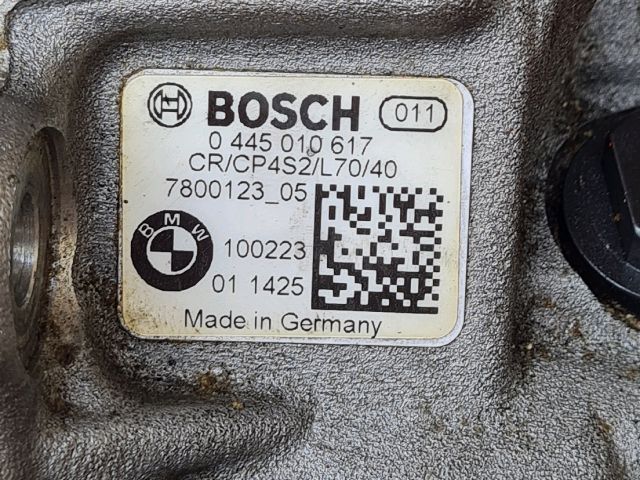 BOSCH 011
0 445 010 617
CR/CP4S2/L70/40
7800123_05
BMW
100223
01 1425
Made in Germany